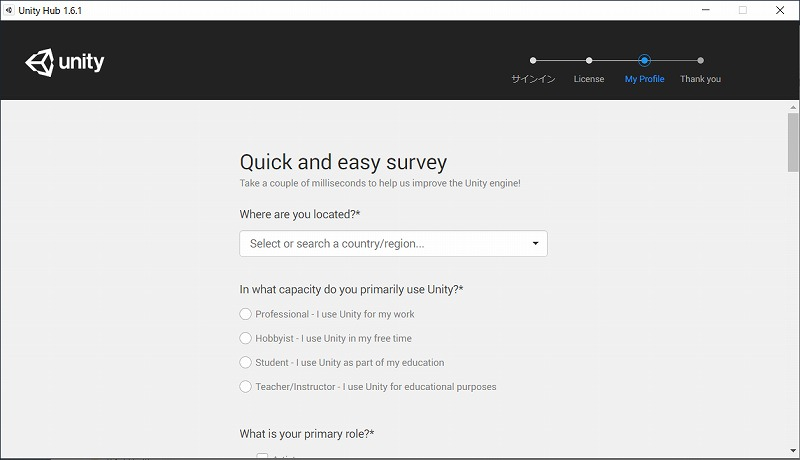 Unity Hub 1.6.1
unity
サインイン
License
My Profile
Thank you
Quick and easy survey
Take a couple of milliseconds to help us improve the Unity engine!
Where are you located?*
Select or search a country/region...
In what capacity do you primarily use Unity?*
Professional - I use Unity for my work
Hobbyist - I use Unity in my free time
Student - I use Unity as part of my education
Teacher/Instructor - I use Unity for educational purposes
What is your primary role?*